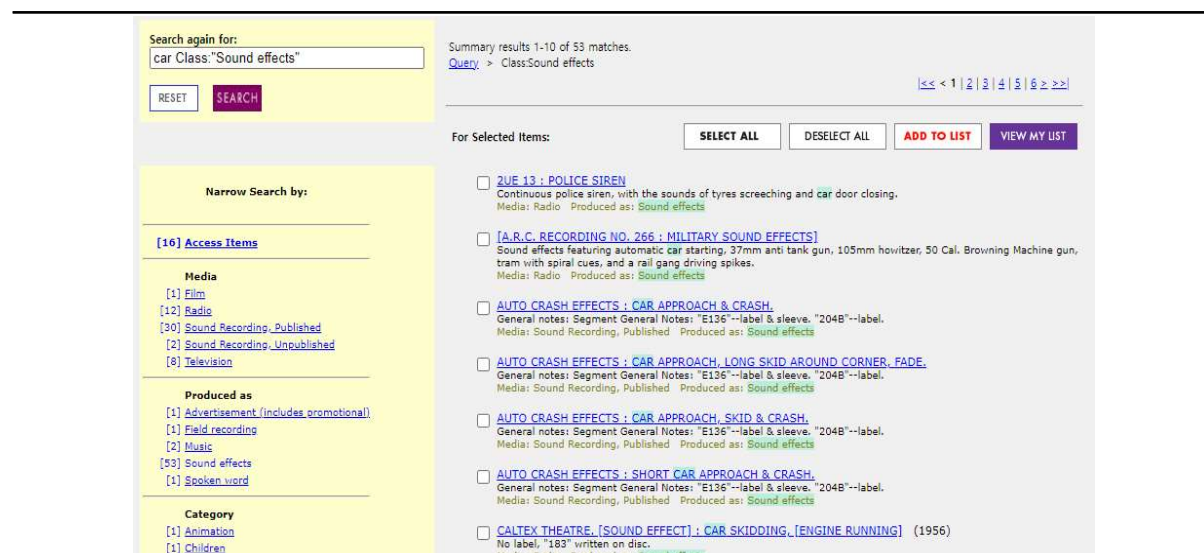 Search again for:
car Class:"Sound effects"
RESET
SEARCH
Summary results 1-10 of 53 matches.
Query > Class:Sound effects
|<< < 1 | 2 | 3 | 4 | 5 | 6 > >>|
For Selected Items:
SELECT ALL
DESELECT ALL
ADD TO LIST
VIEW MY LIST
Narrow Search by:
[16] Access Items
Media
[1] Film
[12] Radio
[30] Sound Recording, Published
[2] Sound Recording, Unpublished
[8] Television
Produced as
[1] Advertisement (includes promotional)
[1] Field recording
[2] Music
[53] Sound effects
[1] Spoken word
Category
[1] Animation
[1] Children
2UE 13 : POLICE SIREN
Continuous police siren, with the sounds of tyres screeching and car door closing.
Media: Radio Produced as: Sound effects
[A.R.C. RECORDING NO. 266 : MILITARY SOUND EFFECTS]
Sound effects featuring automatic car starting, 37mm anti tank gun, 105mm howitzer, 50 Cal. Browning Machine gun,
tram with spiral cues, and a rail gang driving spikes.
Media: Radio Produced as: Sound effects
AUTO CRASH EFFECTS : CAR APPROACH & CRASH.
General notes: Segment General Notes: "E136"--label & sleeve. "204B"--label.
Media: Sound Recording, Published Produced as: Sound effects
AUTO CRASH EFFECTS : CAR APPROACH, LONG SKID AROUND CORNER, FADE.
General notes: Segment General Notes: "E136"--label & sleeve. "204B"--label.
Media: Sound Recording, Published Produced as: Sound effects
AUTO CRASH EFFECTS : CAR APPROACH, SKID & CRASH.
General notes: Segment General Notes: "E136"--label & sleeve. "204B"--label.
Media: Sound Recording, Published Produced as: Sound effects
AUTO CRASH EFFECTS : SHORT CAR APPROACH & CRASH.
General notes: Segment General Notes: "E136"--label & sleeve. "204B"--label.
Media: Sound Recording, Published Produced as: Sound effects
CALTEX THEATRE. [SOUND EFFECT] : CAR SKIDDING, [ENGINE RUNNING] (1956)
No label, "183" written on disc.